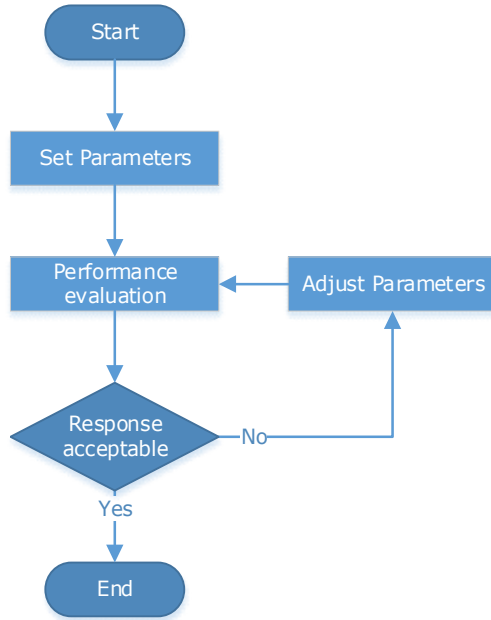 Start
Set Parameters
Performance
evaluation
Adjust Parameters
Response
acceptable
No
Yes
End